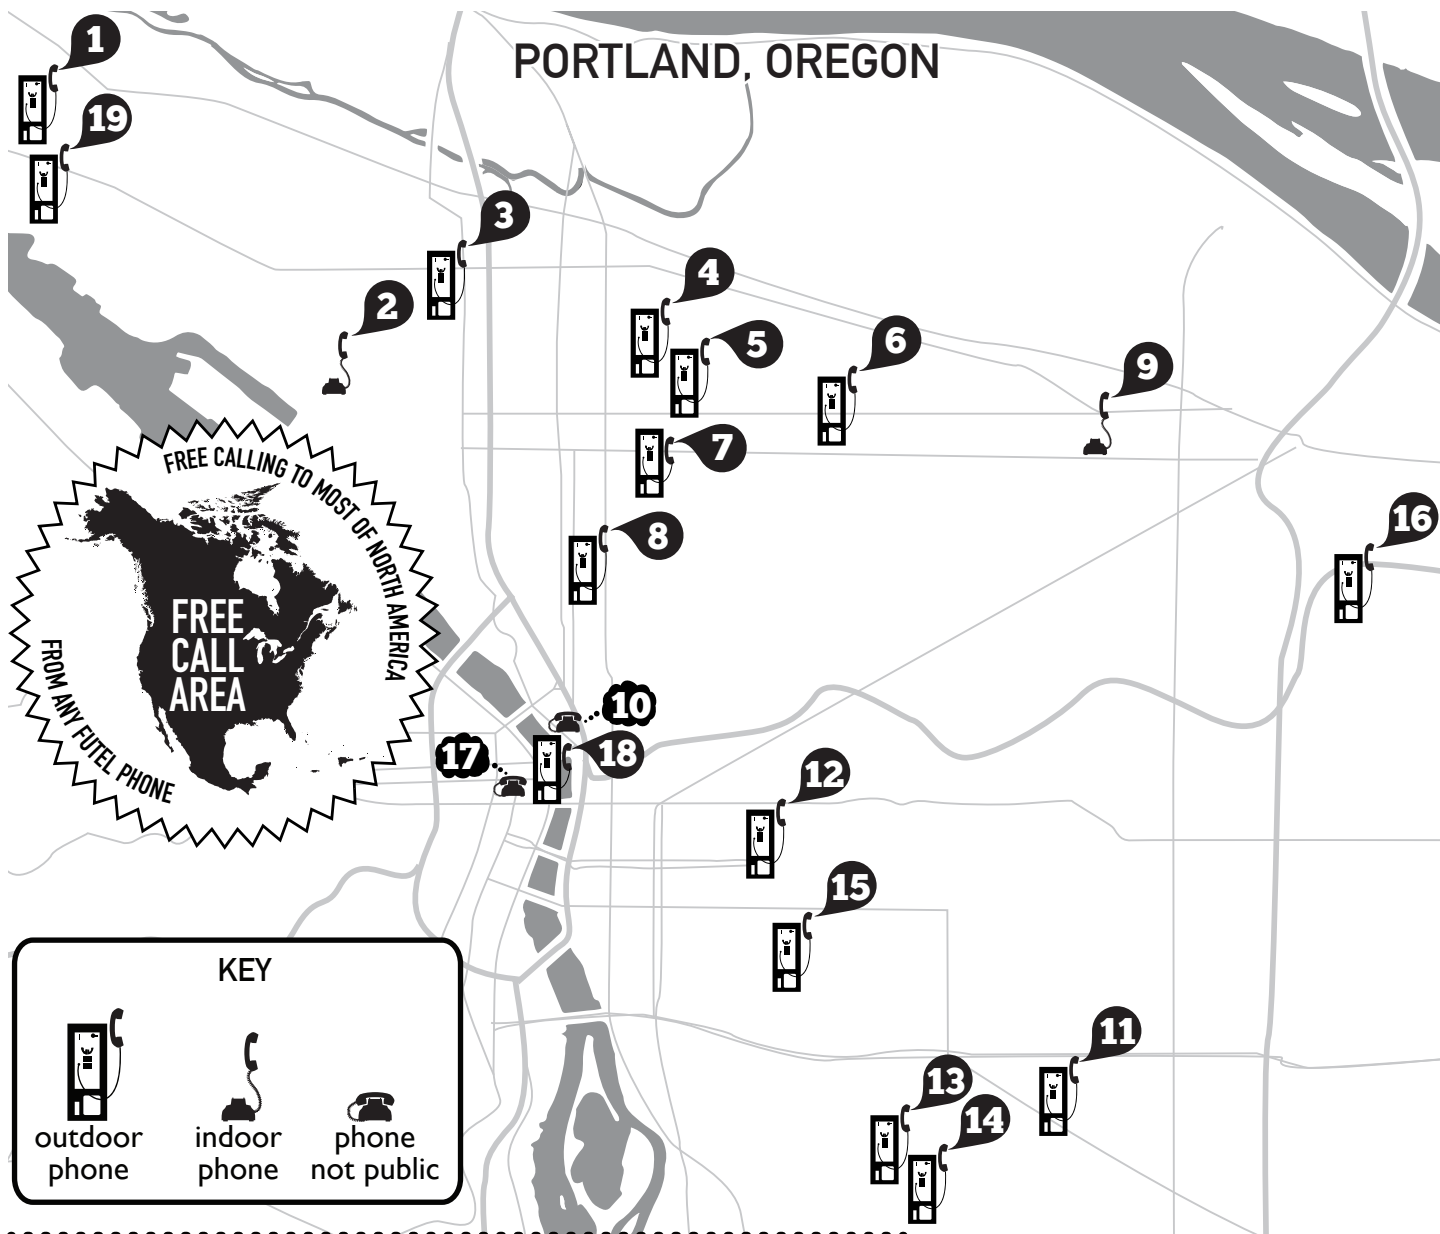 PORTLAND, OREGON
1
19
3
2
4
5
6
9
7
8
16
FREE CALLING TO MOST OF NORTH AMERICA
FREE
CALL
AREA
FROM ANY FUTEL PHONE
10
17
18
12
15
11
13
14
KEY
outdoor
phone
indoor
phone
phone
not public